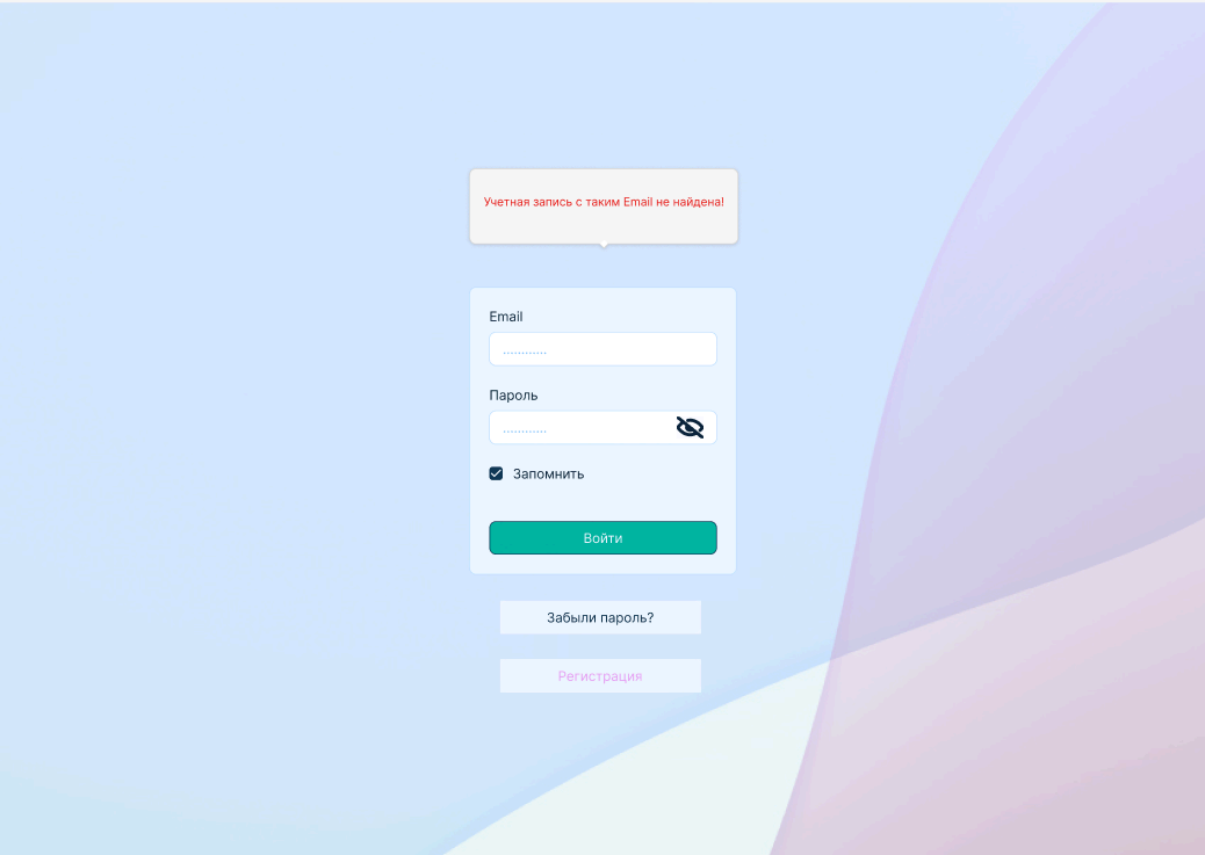 Учетная запись с таким Email не найдена!
Email
............
Пароль
............
Запомнить
Войти
Забыли пароль?
Регистрация